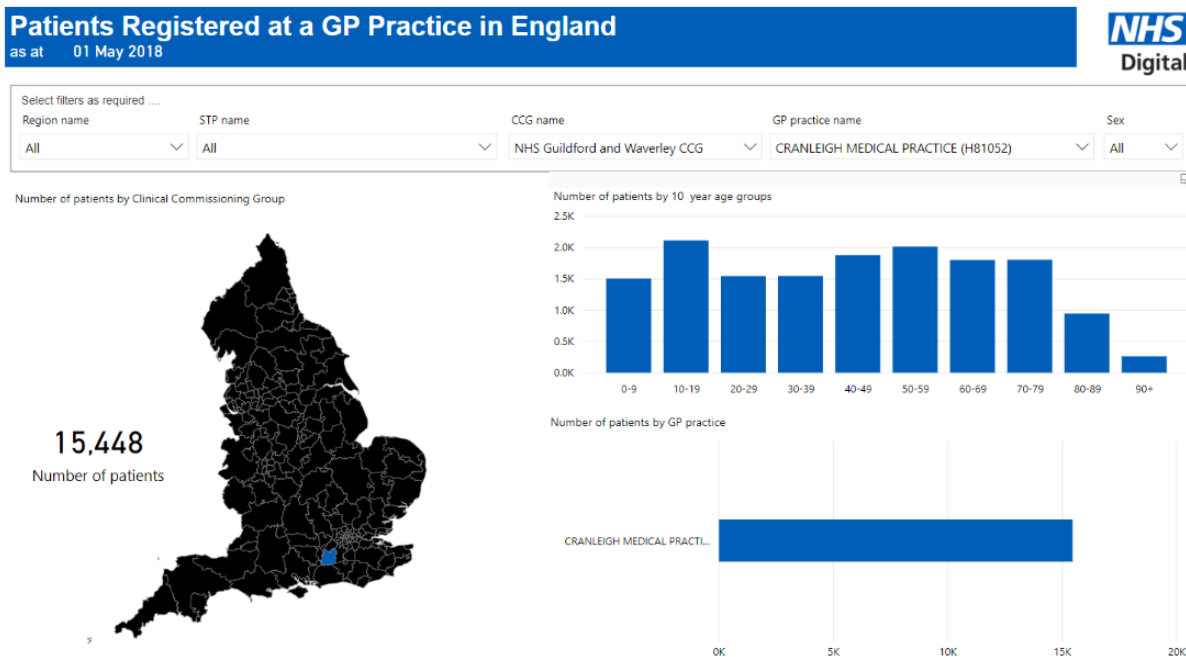 Patients Registered at a GP Practice in England
as at 01 May 2018
NHS
Digital
Select filters as required ....
Region name
All
STP name
All
CCG name
NHS Guildford and Waverley CCG
GP practice name
CRANLEIGH MEDICAL PRACTICE (H81052)
Sex
All
Number of patients by Clinical Commissioning Group
15,448
Number of patients
Number of patients by 10 year age groups
2.5K
2.0K
1.5K
1.0K
0.5K
0.0K
0-9 10-19 20-29 30-39 40-49 50-59 60-69 70-79 80-89 90+
Number of patients by GP practice
CRANLEIGH MEDICAL PRACTI...
0K 5K 10K 15K 20K